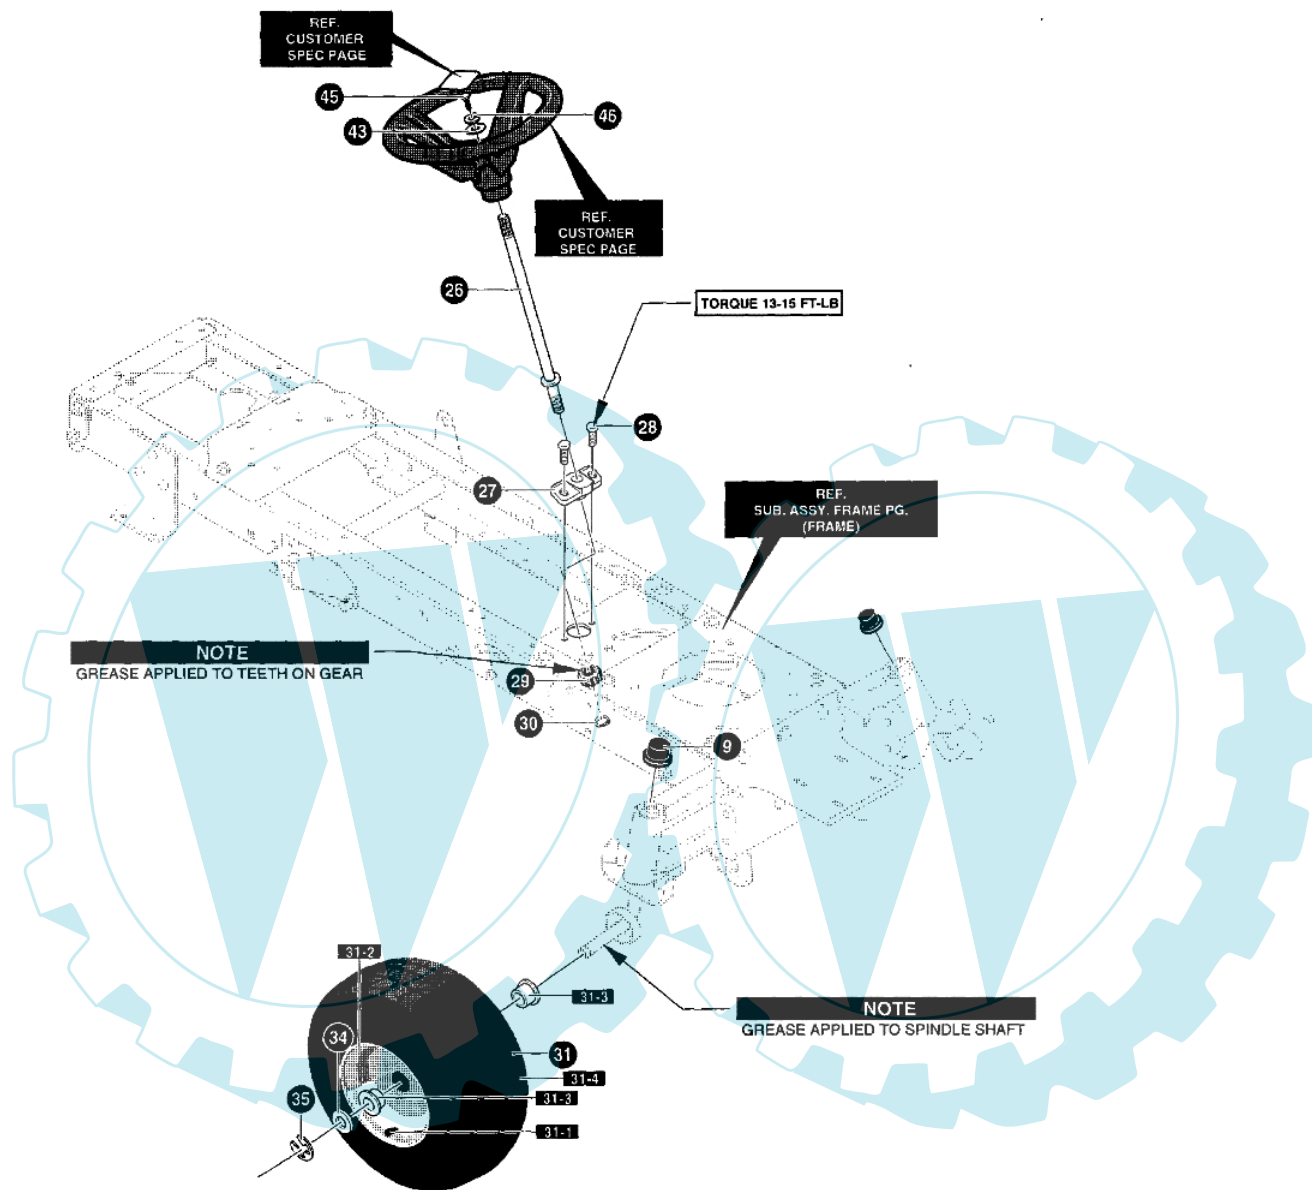 REF.
CUSTOMER
SPEC PAGE
45
46
43
REF.
CUSTOMER
SPEC PAGE
26
TORQUE 13-15 FT-LB
28
27
REF.
SUB. ASSY. FRAME PG.
(FRAME)
NOTE
GREASE APPLIED TO TEETH ON GEAR
29
30
9
31-2
31-3
NOTE
GREASE APPLIED TO SPINDLE SHAFT
34
31
31-4
35
31-3
31-1